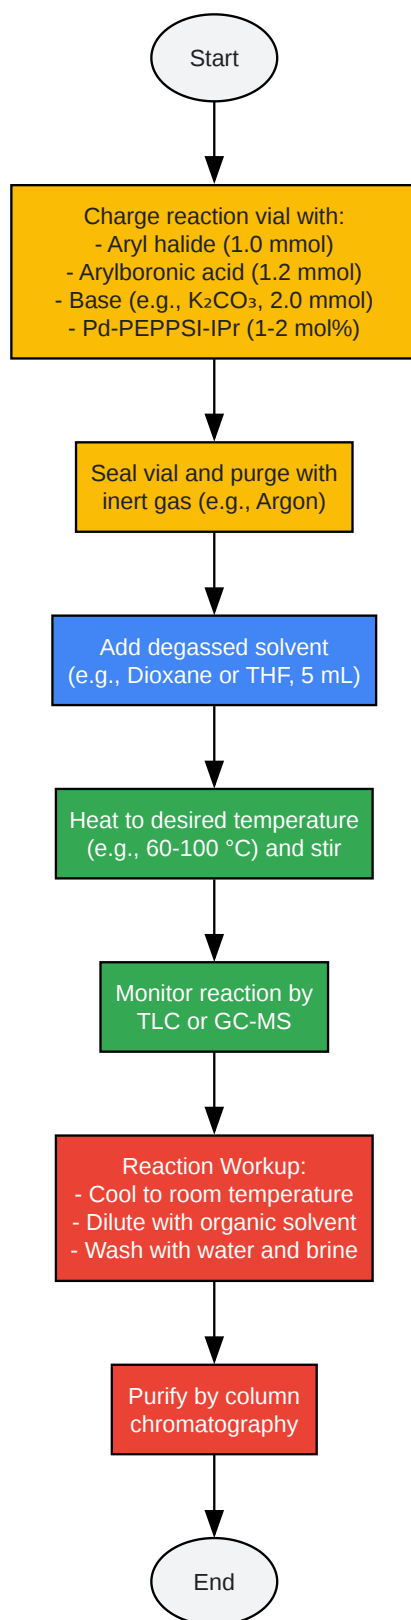 Start
Charge reaction vial with:
- Aryl halide (1.0 mmol)
- Arylboronic acid (1.2 mmol)
- Base (e.g., K₂CO₃, 2.0 mmol)
- Pd-PEPPSI-IPr (1-2 mol%)
Seal vial and purge with
inert gas (e.g., Argon)
Add degassed solvent
(e.g., Dioxane or THF, 5 mL)
Heat to desired temperature
(e.g., 60-100 °C) and stir
Monitor reaction by
TLC or GC-MS
Reaction Workup:
- Cool to room temperature
- Dilute with organic solvent
- Wash with water and brine
Purify by column
chromatography
End